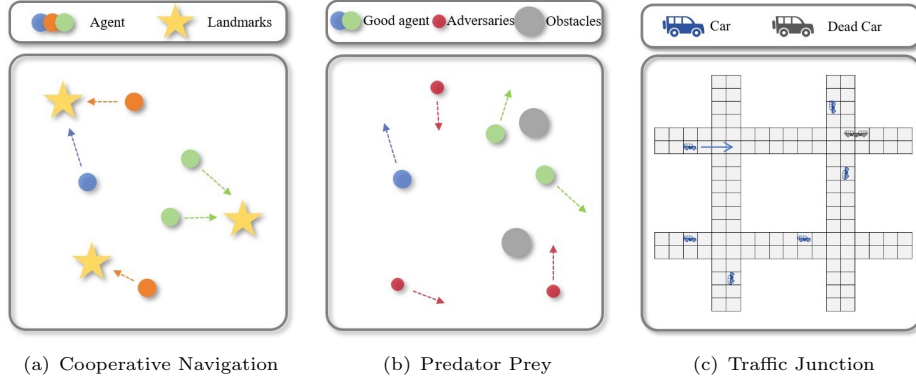 Agent Landmarks
Good agent Adversaries Obstacles
Car Dead Car
(a) Cooperative Navigation
(b) Predator Prey
(c) Traffic Junction